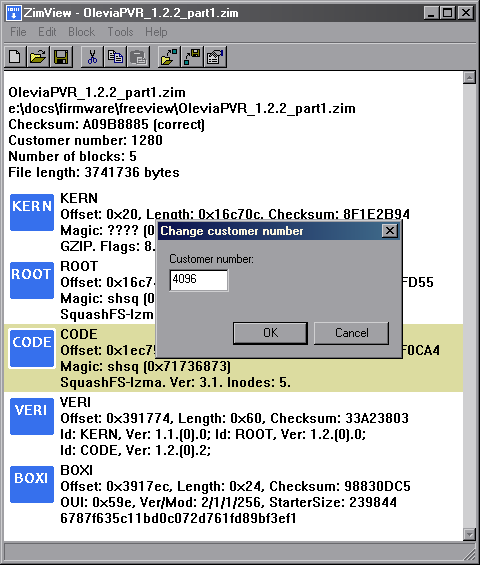 ZimView - OleviaPVR_1.2.2_part1.zim
File Edit Block Tools Help
OleviaPVR_1.2.2_part1.zim
e:\docs\firmware\freeview\OleviaPVR_1.2.2_part1.zim
Checksum: A09B8885 (correct)
Customer number: 1280
Number of blocks: 5
File length: 3741736 bytes
KERN
KERN
Offset: 0x20, Length: 0x16c70c, Checksum: 8F1E2B94
Magic: ???? (0
GZIP. Flags: 8.
Change customer number
Customer number:
4096
OK
Cancel
ROOT
ROOT
Offset: 0x16c74
FD55
Magic: shsq (0
SquashFS-lzma
CODE
CODE
Offset: 0x1ec75
F0CA4
Magic: shsq (0x71736873)
SquashFS-lzma. Ver: 3.1. Inodes: 5.
VERI
VERI
Offset: 0x391774, Length: 0x60, Checksum: 33A23803
Id: KERN, Ver: 1.1.(0).0; Id: ROOT, Ver: 1.2.(0).0;
Id: CODE, Ver: 1.2.(0).2;
BOXI
BOXI
Offset: 0x3917ec, Length: 0x24, Checksum: 98830DC5
OUI: 0x59e, Ver/Mod: 2/1/1/256, StarterSize: 239844
6787f635c11bd0c072d761fd89bf3ef1